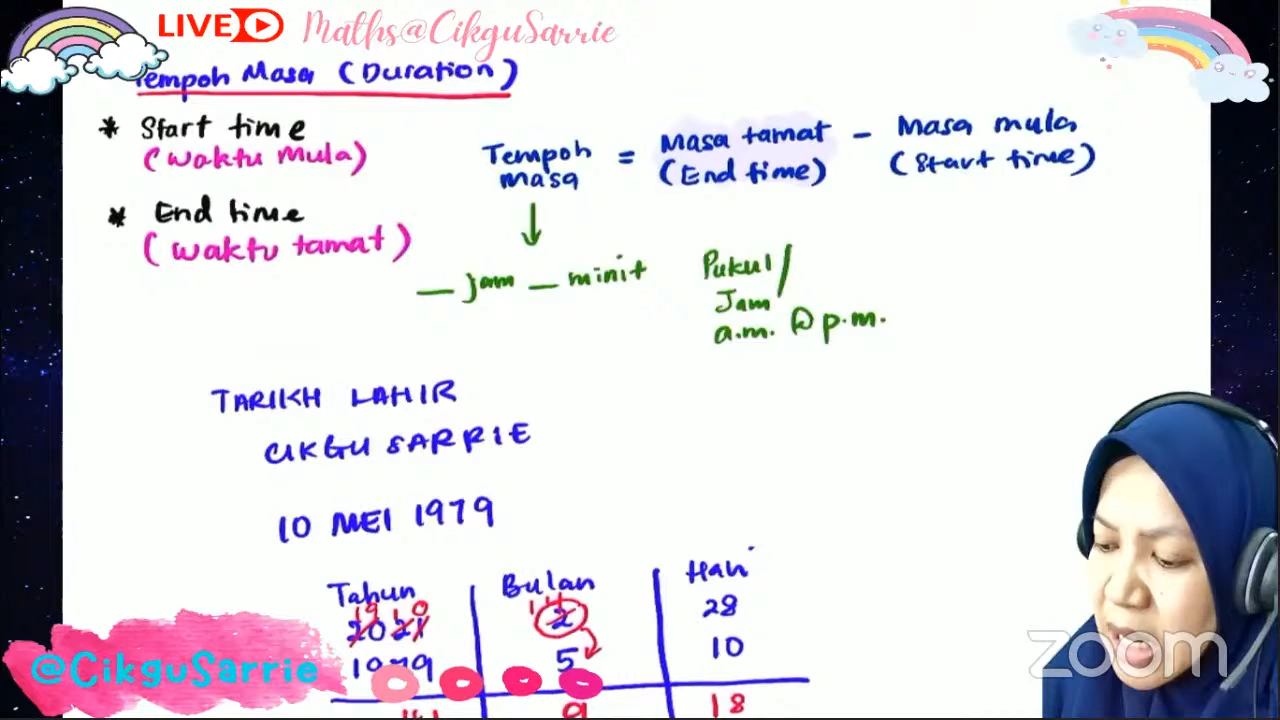 LIVE Maths@CikguSarrie
Tempoh Masa (Duration)
* Start time
(Waktu Mula)
Tempoh masa = Masa tamat (End time) - Masa mula (Start time)
* End time
(Waktu tamat)
_ jam _ minit
Pukul /
Jam
a.m. @ p.m.
TARIKH LAHIR
CIKGU SARRIE
10 MEI 1979
Tahun Bulan Hari
2021 2 28
1979 5 10
41 9 18
@CikguSarrie
zoom